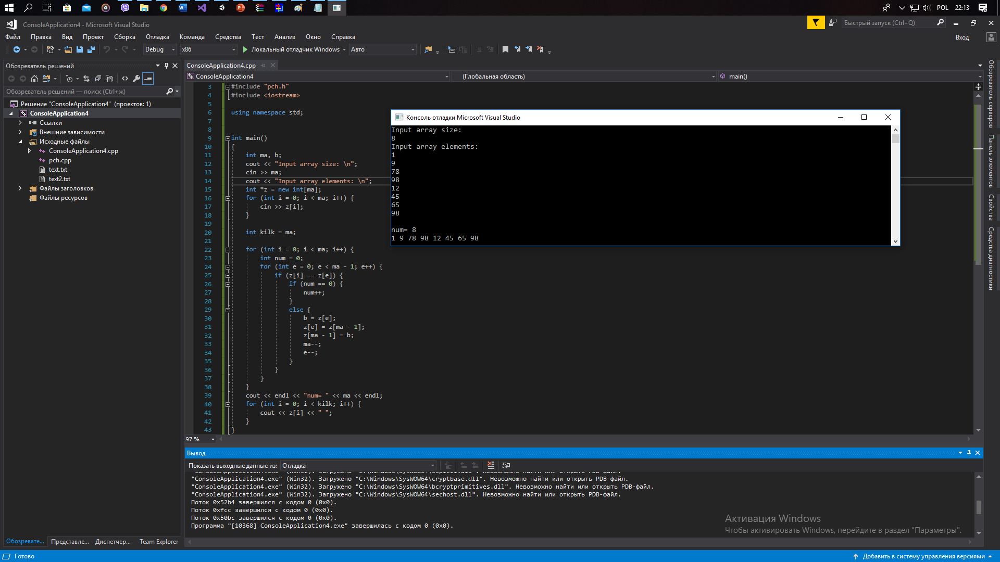 POL 22:13
ConsoleApplication4 - Microsoft Visual Studio
Быстрый запуск (Ctrl+Q)
Файл Правка Вид Проект Сборка Отладка Команда Средства Тест Анализ Окно Справка
Вход
Debug x86 Локальный отладчик Windows Авто
Обозреватель решений
Обозреватель решений — поиск (Ctrl+ж)
Решение "ConsoleApplication4" (проектов: 1)
ConsoleApplication4
Ссылки
Внешние зависимости
Исходные файлы
ConsoleApplication4.cpp
pch.cpp
text.txt
text2.txt
Файлы заголовков
Файлы ресурсов
Обозревате... Представле... Диспетчер... Team Explorer
ConsoleApplication4.cpp
ConsoleApplication4 (Глобальная область) main()
3 #include "pch.h"
4 #include <iostream>
5
6 using namespace std;
7
8
9 int main()
10 {
11 int ma, b;
12 cout << "Input array size: \n";
13 cin >> ma;
14 cout << "Input array elements: \n";
15 int *z = new int[ma];
16 for (int i = 0; i < ma; i++) {
17 cin >> z[i];
18 }
19
20 int kilk = ma;
21
22 for (int i = 0; i < ma; i++) {
23 int num = 0;
24 for (int e = 0; e < ma - 1; e++) {
25 if (z[i] == z[e]) {
26 if (num == 0) {
27 num++;
28 }
29 else {
30 b = z[e];
31 z[e] = z[ma - 1];
32 z[ma - 1] = b;
33 ma--;
34 e--;
35 }
36 }
37 }
38 }
39 cout << endl << "num= " << ma << endl;
40 for (int i = 0; i < kilk; i++) {
41 cout << z[i] << " ";
42 }
43 }
97 %
Консоль отладки Microsoft Visual Studio
Input array size:
8
Input array elements:
1
9
78
98
12
45
65
98
num= 8
1 9 78 98 12 45 65 98
Обозреватель серверов
Панель элементов
Свойства
Средства диагностики
Вывод
Показать выходные данные из: Отладка
"ConsoleApplication4.exe" (Win32). Загружено "C:\Windows\SysWOW64\cryptbase.dll". Невозможно найти или открыть PDB-файл.
"ConsoleApplication4.exe" (Win32). Загружено "C:\Windows\SysWOW64\bcryptprimitives.dll". Невозможно найти или открыть PDB-файл.
"ConsoleApplication4.exe" (Win32). Загружено "C:\Windows\SysWOW64\sechost.dll". Невозможно найти или открыть PDB-файл.
Поток 0x52b4 завершился с кодом 0 (0x0).
Поток 0xfcc завершился с кодом 0 (0x0).
Поток 0x50bc завершился с кодом 0 (0x0).
Программа "[10368] ConsoleApplication4.exe" завершилась с кодом 0 (0x0).
Активация Windows
Чтобы активировать Windows, перейдите в раздел "Параметры".
Готово
Добавить в систему управления версиями